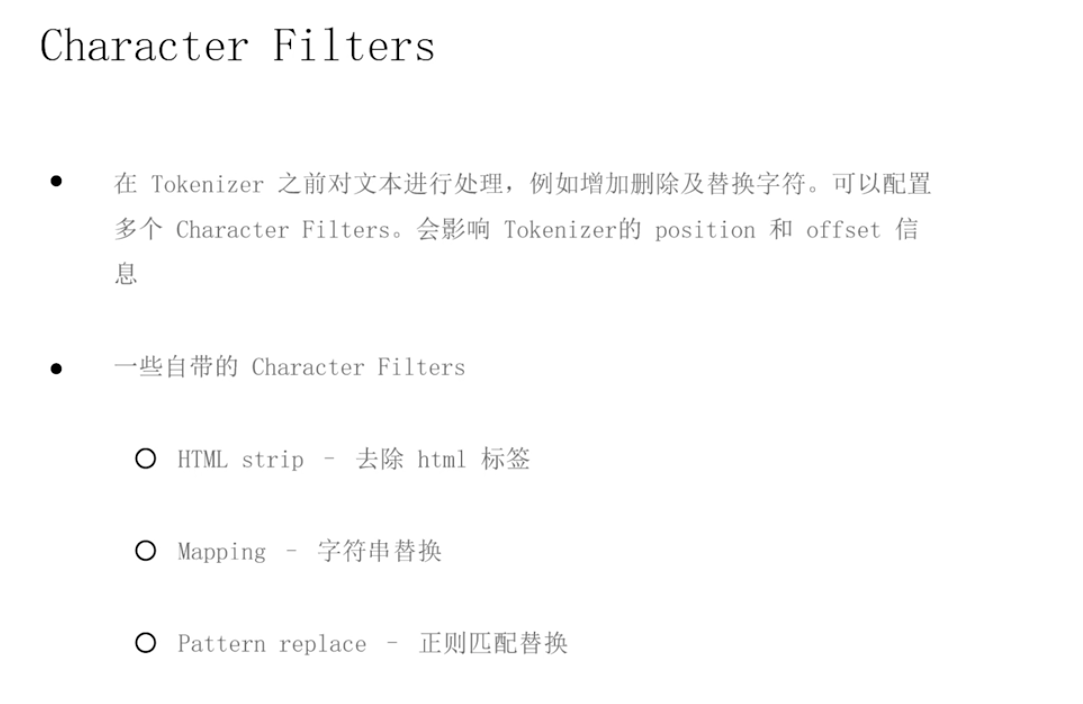 Character Filters
● 在 Tokenizer 之前对文本进行处理，例如增加删除及替换字符。可以配置
多个 Character Filters。会影响 Tokenizer的 position 和 offset 信
息
● 一些自带的 Character Filters
○ HTML strip – 去除 html 标签
○ Mapping – 字符串替换
○ Pattern replace – 正则匹配替换